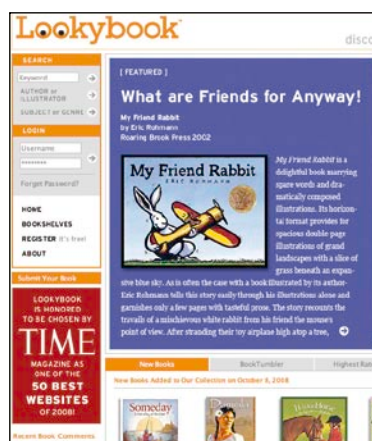 Lookybook
disco
SEARCH
Keyword
AUTHOR or
ILLUSTRATOR
SUBJECT or GENRE
LOGIN
Username
Forgot Password?
HOME
BOOKSHELVES
REGISTER it's free!
ABOUT
Submit Your Book
LOOKYBOOK
IS HONORED
TO BE CHOSEN BY
TIME
MAGAZINE AS
ONE OF THE
50 BEST
WEBSITES
OF 2008!
Recent Book Comments
[ FEATURED ]
What are Friends for Anyway!
My Friend Rabbit
by Eric Rohmann
Roaring Brook Press 2002
My Friend Rabbit
ERIC ROHMANN
My Friend Rabbit is a
delightful book marrying
spare words and dra-
matically composed
illustrations. Its horizon-
tal format provides for
spacious double page
illustrations of grand
landscapes with a slice of
grass beneath an expan-
sive blue sky. As is often the case with a book illustrated by its author-
Eric Rohmann tells this story easily through his illustrations alone and
garnishes only a few pages with tasteful prose. The story recounts the
travails of a mischievous white rabbit from his friend the mouse's
point of view. After stranding their toy airplane high atop a tree,
New Books
BookTumbler
Highest Ran
New Books Added to Our Collection on October 9, 2008
Someday